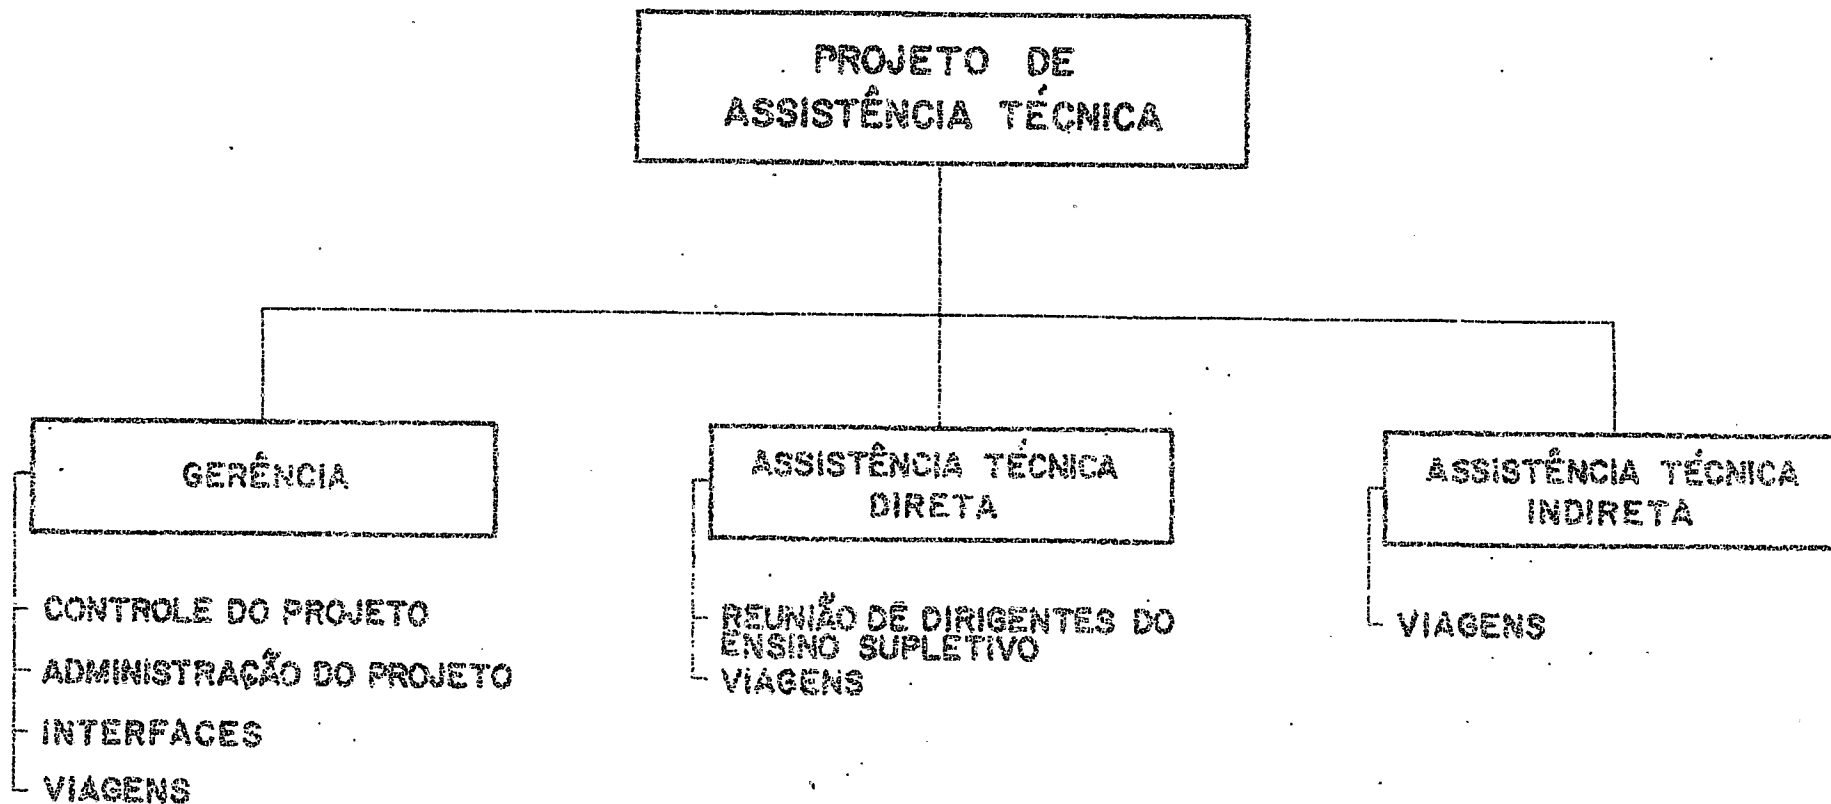 PROJETO DE
ASSISTÊNCIA TÉCNICA
GERÊNCIA
CONTROLE DO PROJETO
ADMINISTRAÇÃO DO PROJETO
INTERFACES
VIAGENS
ASSISTÊNCIA TÉCNICA
DIRETA
REUNIÃO DE DIRIGENTES DO
ENSINO SUPLETIVO
VIAGENS
ASSISTÊNCIA TÉCNICA
INDIRETA
VIAGENS